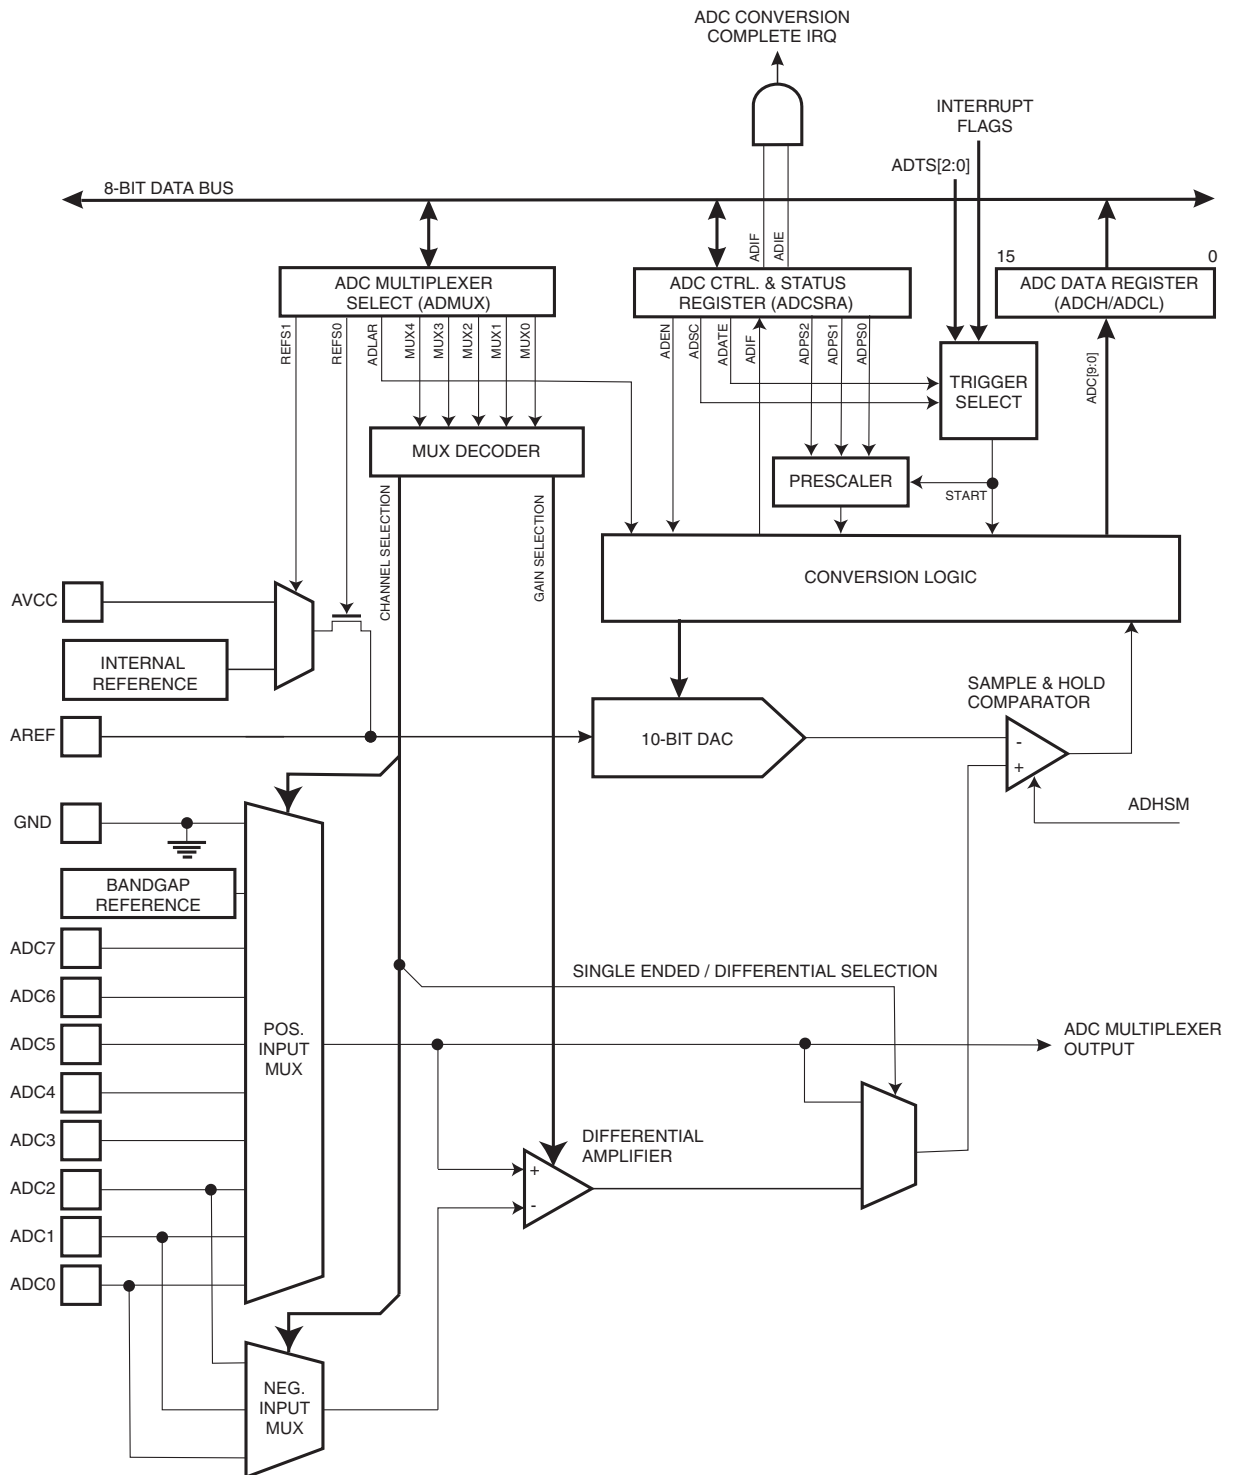 ADC CONVERSION
COMPLETE IRQ
INTERRUPT
FLAGS
ADTS[2:0]
8-BIT DATA BUS
ADIF
ADIE
15
0
ADC MULTIPLEXER
SELECT (ADMUX)
ADC CTRL. & STATUS
REGISTER (ADCSRA)
ADC DATA REGISTER
(ADCH/ADCL)
REFS1
REFS0
ADLAR
MUX4
MUX3
MUX2
MUX1
MUX0
ADEN
ADSC
ADATE
ADIF
ADPS2
ADPS1
ADPS0
TRIGGER
SELECT
ADC[9:0]
MUX DECODER
PRESCALER
START
CHANNEL SELECTION
GAIN SELECTION
CONVERSION LOGIC
AVCC
INTERNAL
REFERENCE
SAMPLE & HOLD
COMPARATOR
AREF
10-BIT DAC
-
+
ADHSM
GND
BANDGAP
REFERENCE
ADC7
SINGLE ENDED / DIFFERENTIAL SELECTION
ADC6
ADC5
POS.
INPUT
MUX
ADC MULTIPLEXER
OUTPUT
ADC4
ADC3
DIFFERENTIAL
AMPLIFIER
+
-
ADC2
ADC1
ADC0
NEG.
INPUT
MUX